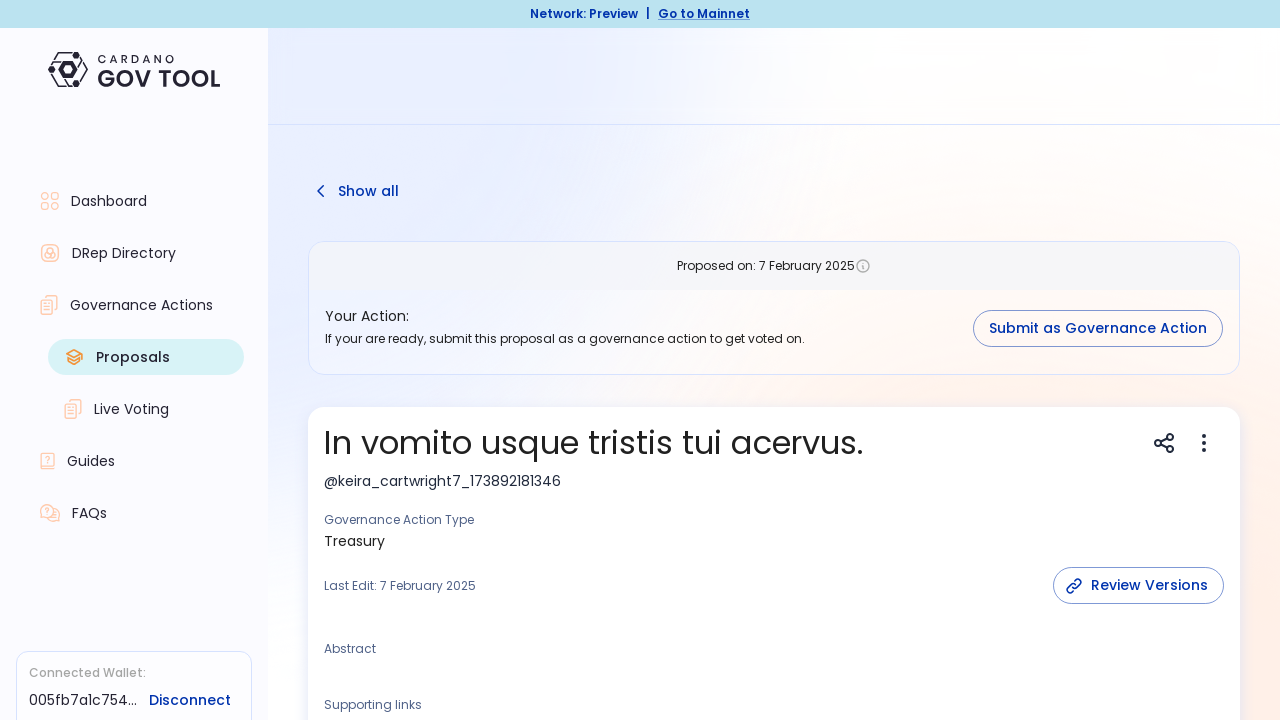 Network: Preview | Go to Mainnet
CARDANO
GOV TOOL
Dashboard
DRep Directory
Governance Actions
Proposals
Live Voting
Guides
FAQs
Connected Wallet:
005fb7a1c754... Disconnect
Show all
Proposed on: 7 February 2025
Your Action:
If your are ready, submit this proposal as a governance action to get voted on.
Submit as Governance Action
In vomito usque tristis tui acervus.
@keira_cartwright7_173892181346
Governance Action Type
Treasury
Last Edit: 7 February 2025
Review Versions
Abstract
Supporting links